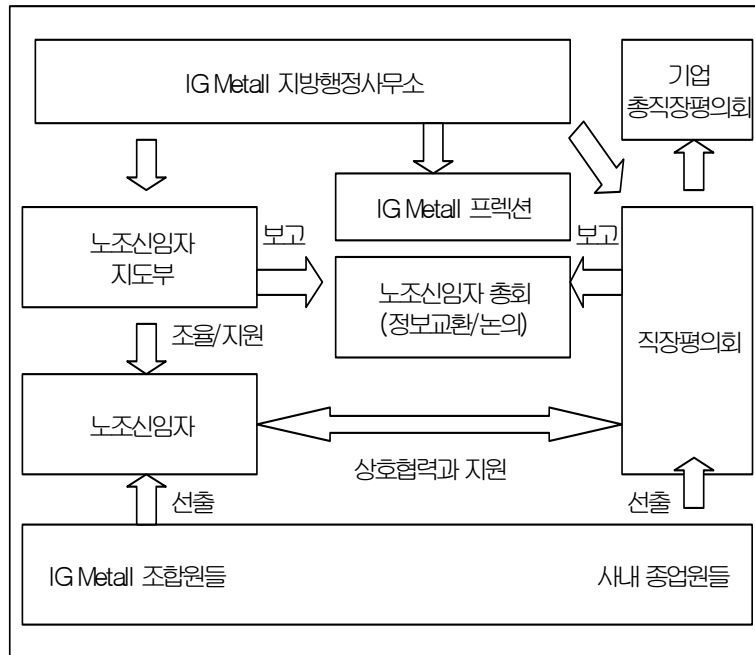 IG Metall 지방행정사무소
기업
총직장평의회
IG Metall 프렉션
노조신임자
지도부
보고
보고
노조신임자 총회
(정보교환/논의)
직장평의회
조율/지원
노조신임자
상호협력과 지원
선출
선출
IG Metall 조합원들
사내 종업원들